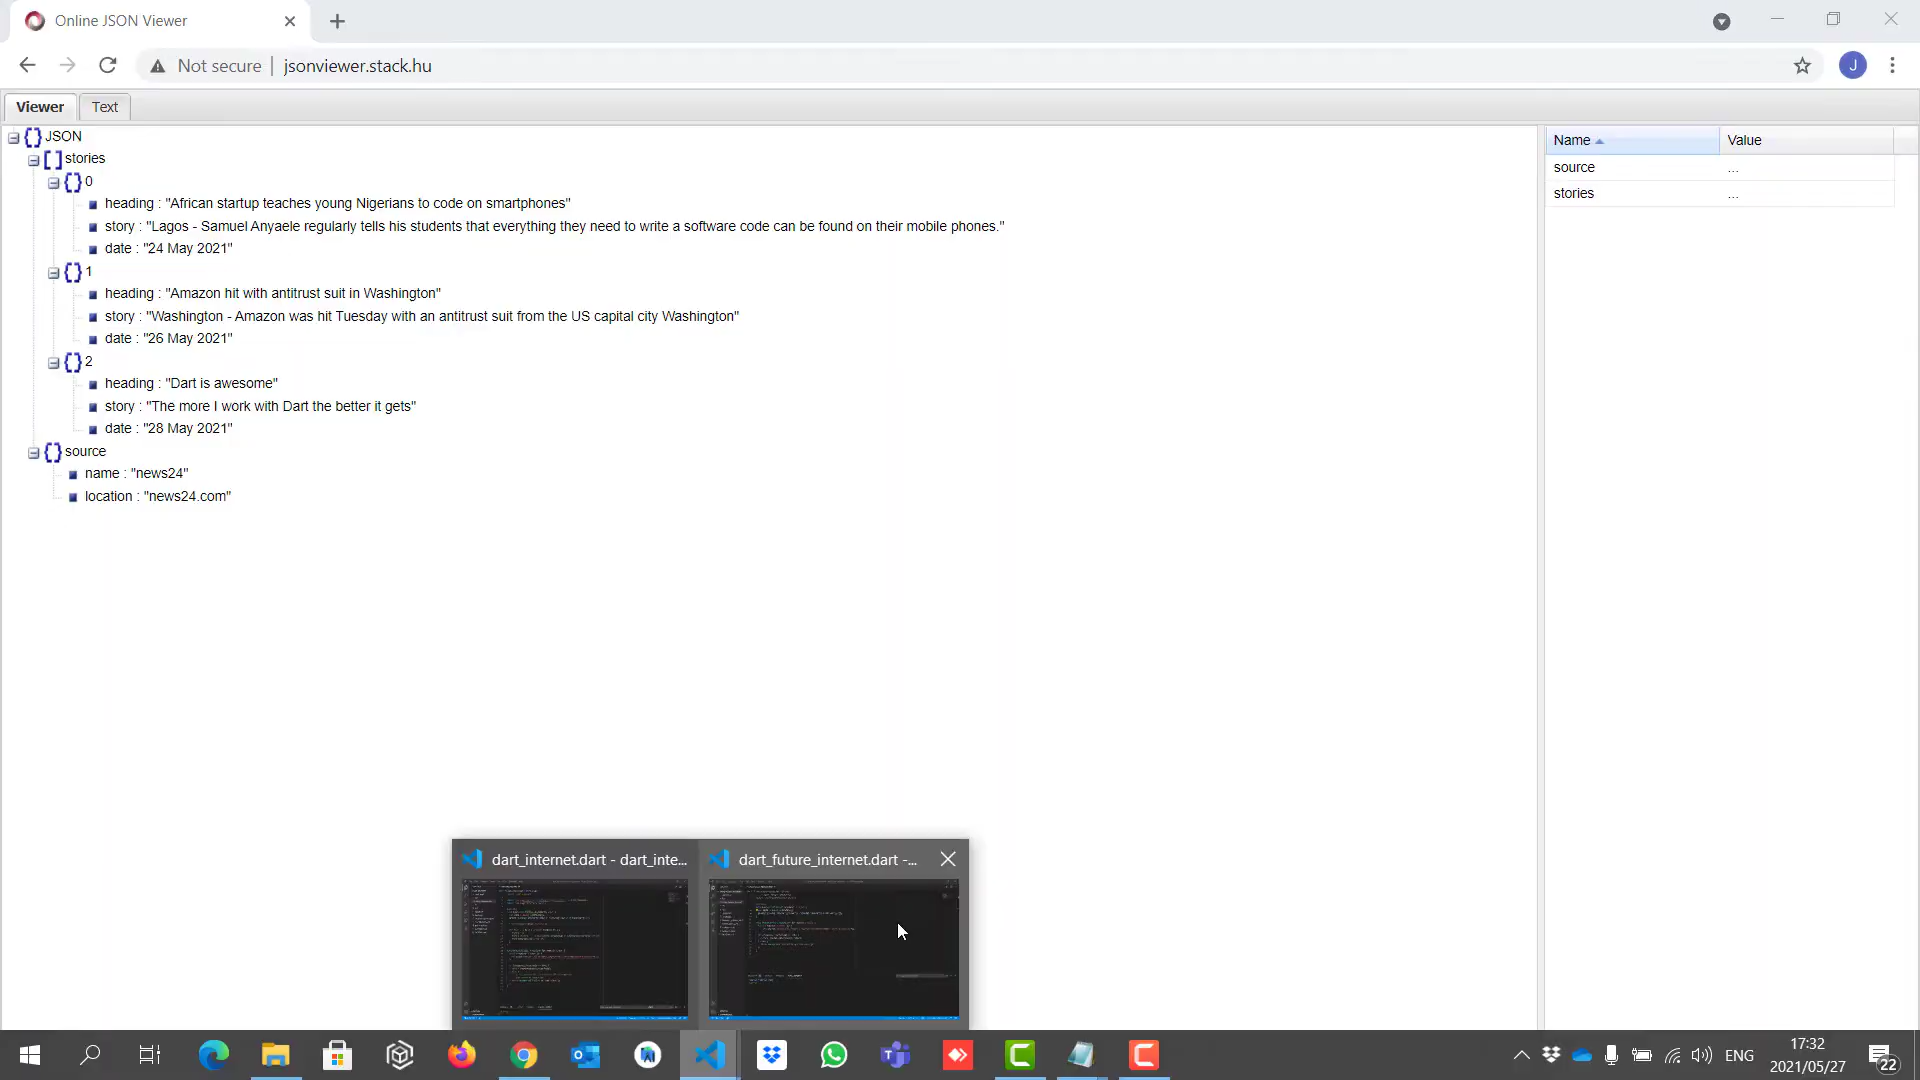 Online JSON Viewer
Not secure | jsonviewer.stack.hu
J
Viewer Text
JSON
stories
0
heading : "African startup teaches young Nigerians to code on smartphones"
story : "Lagos - Samuel Anyaele regularly tells his students that everything they need to write a software code can be found on their mobile phones."
date : "24 May 2021"
1
heading : "Amazon hit with antitrust suit in Washington"
story : "Washington - Amazon was hit Tuesday with an antitrust suit from the US capital city Washington"
date : "26 May 2021"
2
heading : "Dart is awesome"
story : "The more I work with Dart the better it gets"
date : "28 May 2021"
source
name : "news24"
location : "news24.com"
Name Value
source ...
stories ...
dart_internet.dart - dart_inte...
dart_future_internet.dart -...
ENG
17:32
2021/05/27
22